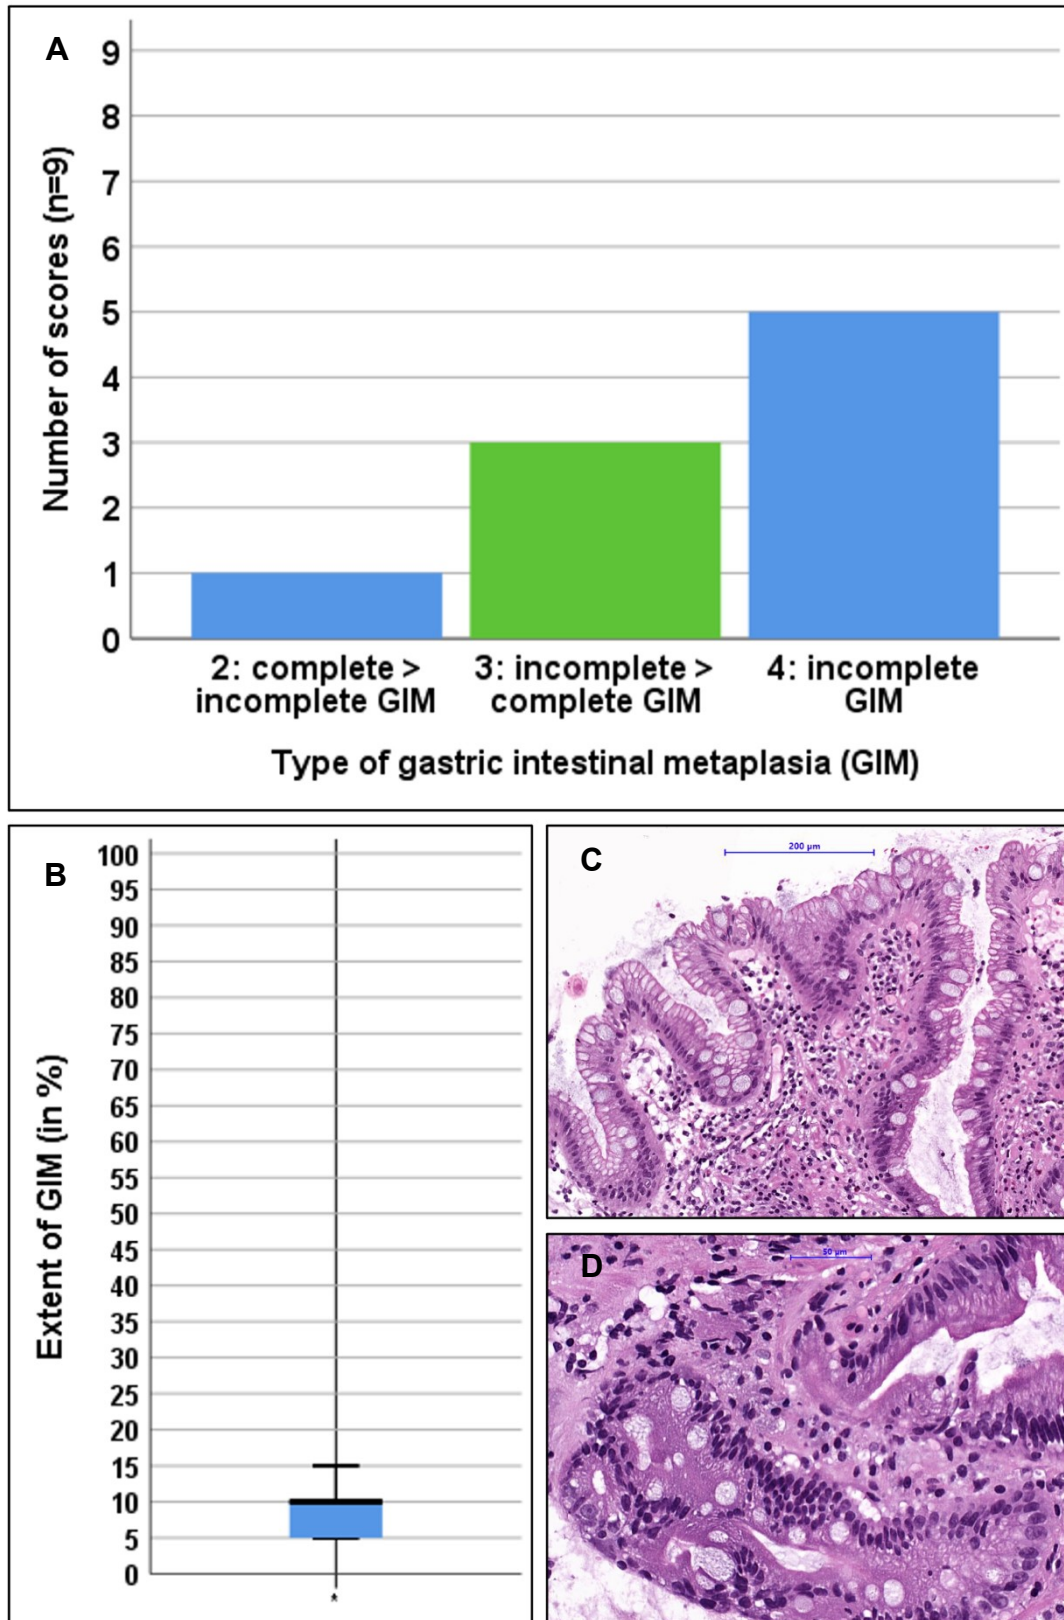 A
9
8
7
6
5
4
3
2
1
0
Number of scores (n=9)
2: complete >
incomplete GIM
3: incomplete >
complete GIM
4: incomplete
GIM
Type of gastric intestinal metaplasia (GIM)
B
100
95
90
85
80
75
70
65
60
55
50
45
40
35
30
25
20
15
10
5
0
Extent of GIM (in %)
*
C
200 µm
D
50 µm